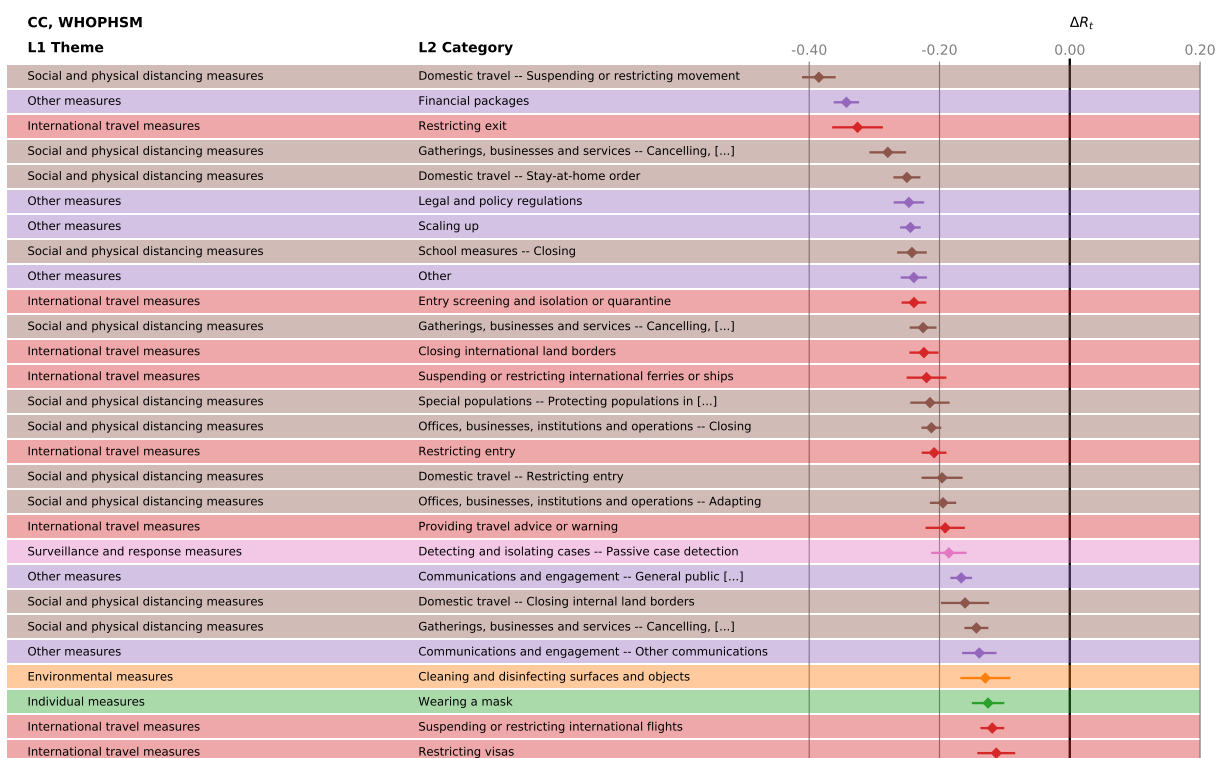 CC, WHOPHSM ΔRt
L1 Theme L2 Category -0.40 -0.20 0.00 0.20
Social and physical distancing measures Domestic travel -- Suspending or restricting movement
Other measures Financial packages
International travel measures Restricting exit
Social and physical distancing measures Gatherings, businesses and services -- Cancelling, [...]
Social and physical distancing measures Domestic travel -- Stay-at-home order
Other measures Legal and policy regulations
Other measures Scaling up
Social and physical distancing measures School measures -- Closing
Other measures Other
International travel measures Entry screening and isolation or quarantine
Social and physical distancing measures Gatherings, businesses and services -- Cancelling, [...]
International travel measures Closing international land borders
International travel measures Suspending or restricting international ferries or ships
Social and physical distancing measures Special populations -- Protecting populations in [...]
Social and physical distancing measures Offices, businesses, institutions and operations -- Closing
International travel measures Restricting entry
Social and physical distancing measures Domestic travel -- Restricting entry
Social and physical distancing measures Offices, businesses, institutions and operations -- Adapting
International travel measures Providing travel advice or warning
Surveillance and response measures Detecting and isolating cases -- Passive case detection
Other measures Communications and engagement -- General public [...]
Social and physical distancing measures Domestic travel -- Closing internal land borders
Social and physical distancing measures Gatherings, businesses and services -- Cancelling, [...]
Other measures Communications and engagement -- Other communications
Environmental measures Cleaning and disinfecting surfaces and objects
Individual measures Wearing a mask
International travel measures Suspending or restricting international flights
International travel measures Restricting visas